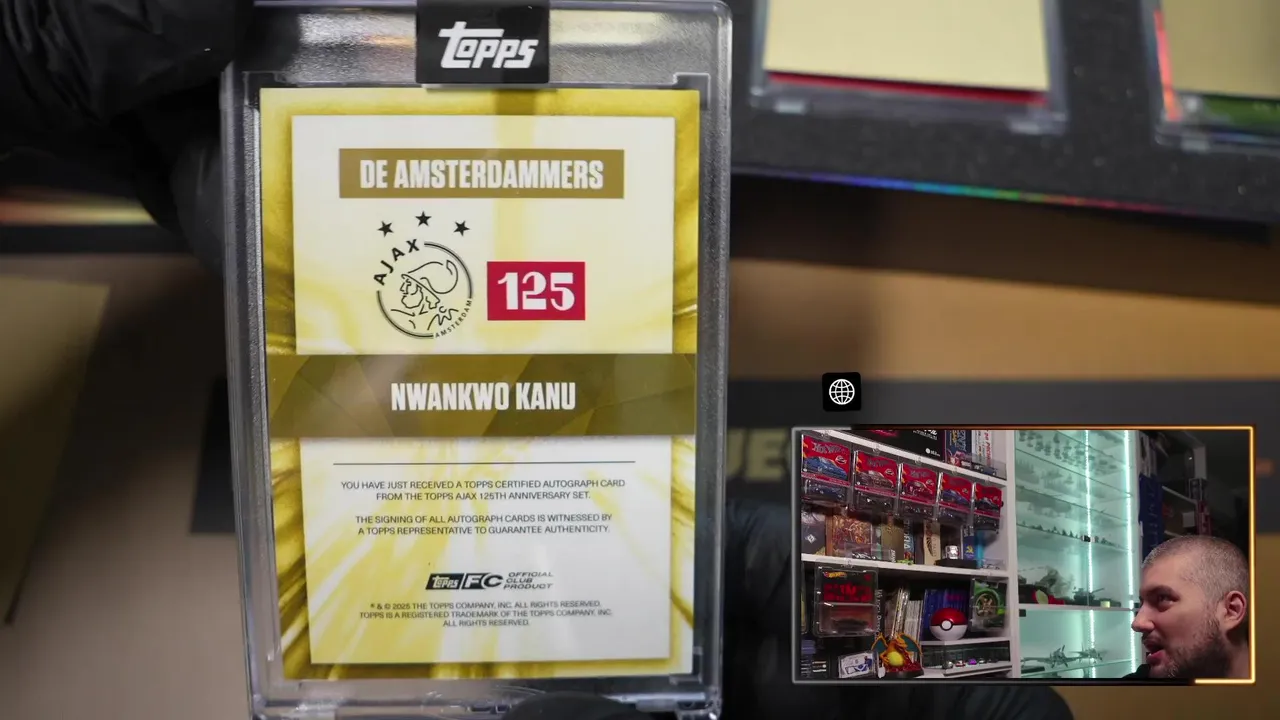 Topps
DE AMSTERDAMMERS
AJAX
AMSTERDAM
125
NWANKWO KANU
YOU HAVE JUST RECEIVED A TOPPS CERTIFIED AUTOGRAPH CARD
FROM THE TOPPS AJAX 125TH ANNIVERSARY SET.
THE SIGNING OF ALL AUTOGRAPH CARDS IS WITNESSED BY
A TOPPS REPRESENTATIVE TO GUARANTEE AUTHENTICITY.
Topps FC OFFICIAL
CLUB
PRODUCT
® & © 2025 THE TOPPS COMPANY, INC. ALL RIGHTS RESERVED.
TOPPS IS A REGISTERED TRADEMARK OF THE TOPPS COMPANY, INC.
ALL RIGHTS RESERVED.